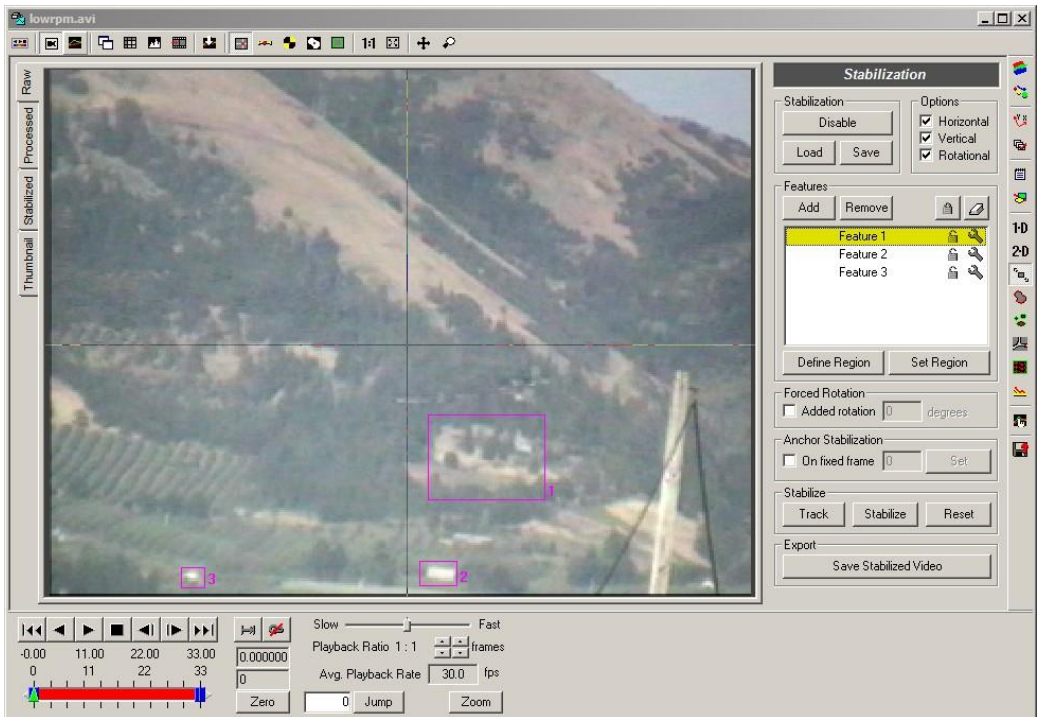 lowrpm.avi
1:1
Raw
Processed
Stabilized
Thumbnail
1
2
3
Stabilization
Stabilization
Disable
Load Save
Options
Horizontal
Vertical
Rotational
Features
Add Remove
Feature 1
Feature 2
Feature 3
Define Region Set Region
Forced Rotation
Added rotation 0 degrees
Anchor Stabilization
On fixed frame 0 Set
Stabilize
Track Stabilize Reset
Export
Save Stabilized Video
1-D
2-D
-0.00 11.00 22.00 33.00
0 11 22 33
0.000000
0
Zero
Slow Fast
Playback Ratio 1 : 1 frames
Avg. Playback Rate 30.0 fps
0 Jump Zoom